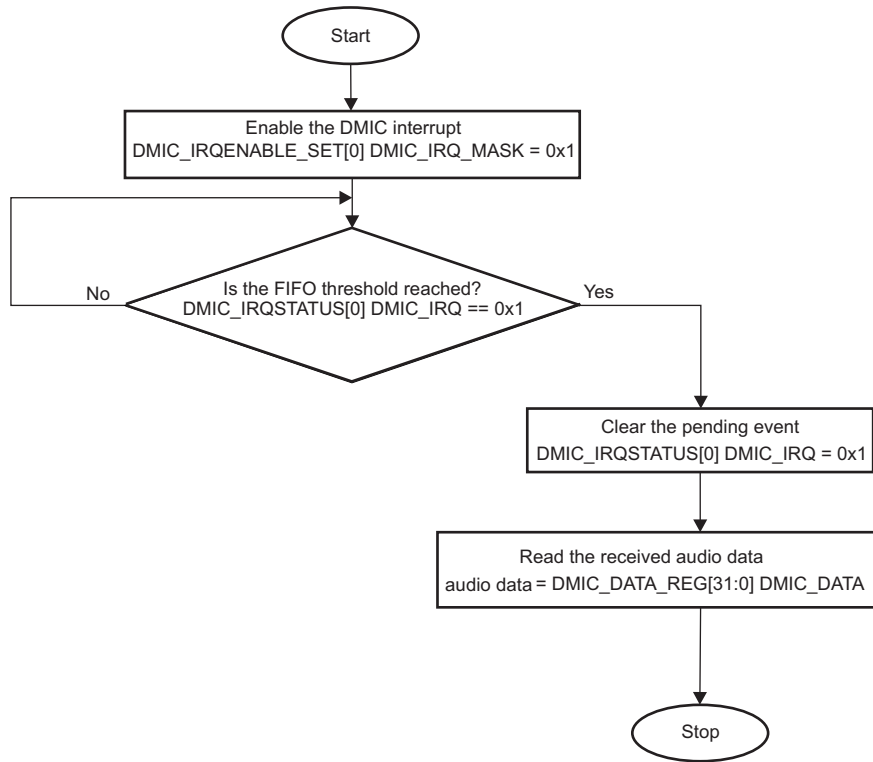 Start
Enable the DMIC interrupt
DMIC_IRQENABLE_SET[0] DMIC_IRQ_MASK = 0x1
Is the FIFO threshold reached?
DMIC_IRQSTATUS[0] DMIC_IRQ == 0x1
No
Yes
Clear the pending event
DMIC_IRQSTATUS[0] DMIC_IRQ = 0x1
Read the received audio data
audio data = DMIC_DATA_REG[31:0] DMIC_DATA
Stop